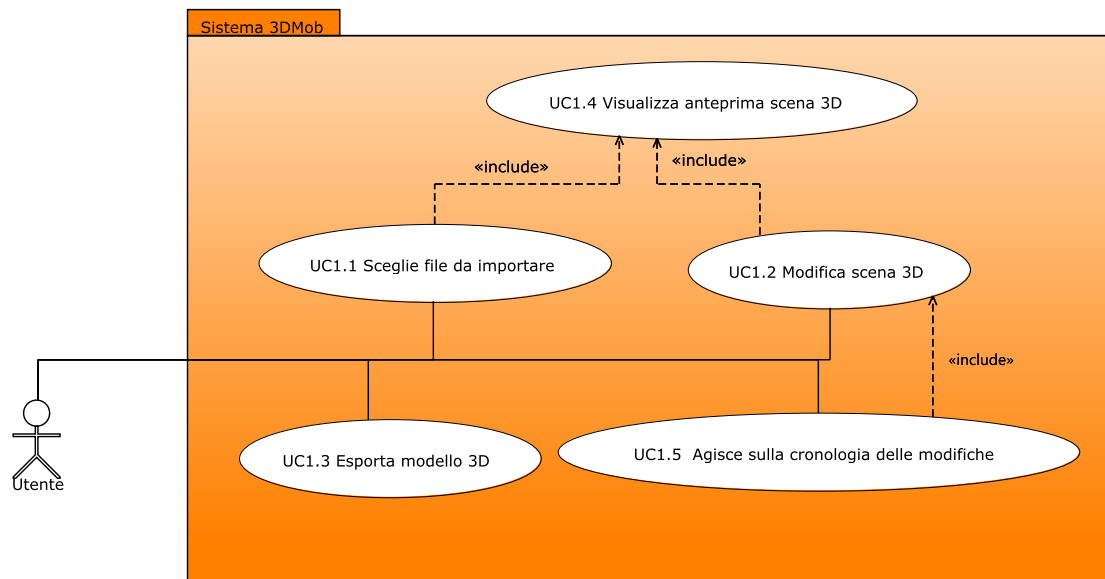 Sistema 3DMob
UC1.4 Visualizza anteprima scena 3D
«include»
«include»
UC1.1 Sceglie file da importare
UC1.2 Modifica scena 3D
«include»
UC1.3 Esporta modello 3D
UC1.5 Agisce sulla cronologia delle modifiche
Utente